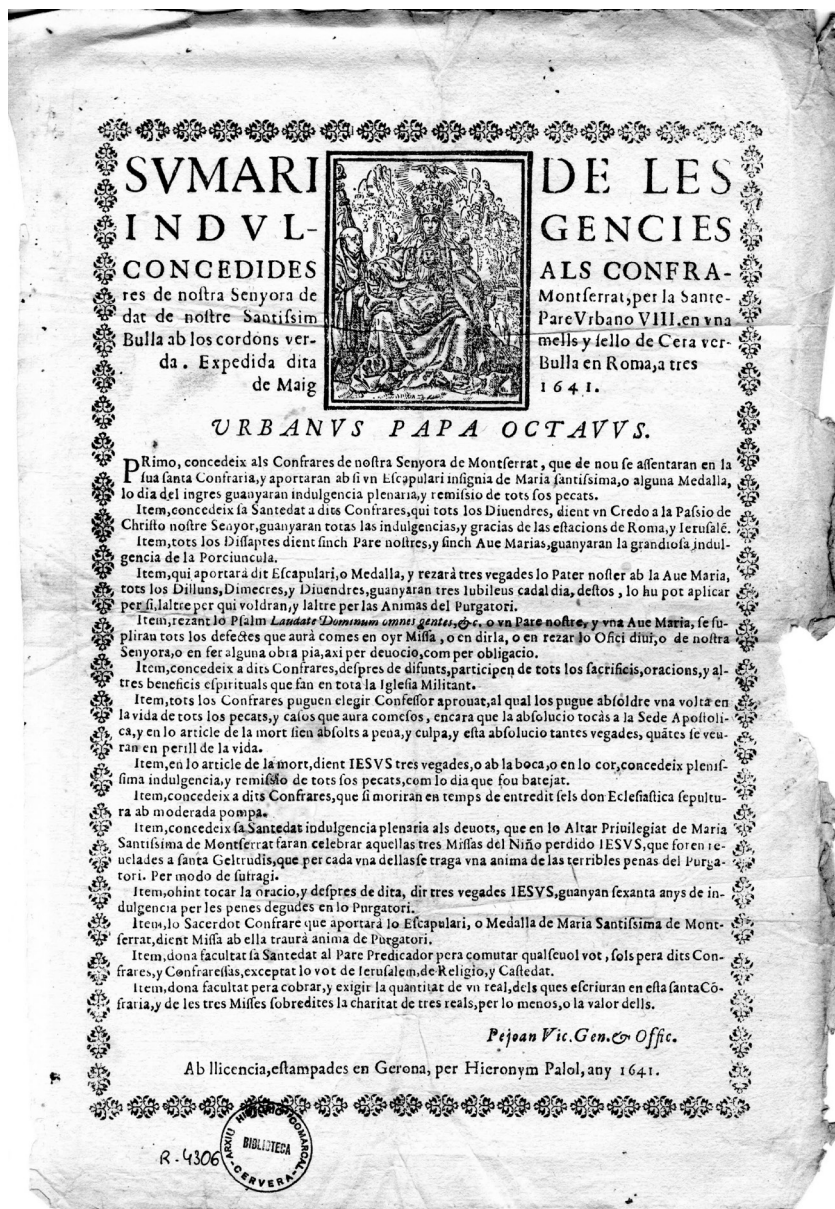 SVMARI DE LES
INDVL- GENCIES
CONCEDIDES ALS CONFRA-
res de nostra Senyora de Montserrat, per la Sante-
dat de nostre Santissim Pare Vrbano VIII. en vna
Bulla ab los cordons ver- mells y sello de Cera ver-
da. Expedida dita Bulla en Roma, a tres
de Maig 1641.
URBANVS PAPA OCTAVVS.
PRimo, concedeix als Confrares de nostra Senyora de Montserrat, que de nou se assentaran en la
sua santa Confraria, y aportaran ab si vn Escapulari insignia de Maria santissima, o alguna Medalla,
lo dia del ingres guanyaran indulgencia plenaria, y remissio de tots sos pecats.
Item, concedeix sa Santedat a dits Confrares, qui tots los Diuendres, dient vn Credo a la Passio de
Christo nostre Senyor, guanyaran totas las indulgencias, y gracias de las estacions de Roma, y Ierusalé.
Item, tots los Dissaptes dient sinch Pare nostres, y sinch Aue Marias, guanyaran la grandiosa indul-
gencia de la Porciuncula.
Item, qui aportarà dit Escapulari, o Medalla, y rezarà tres vegades lo Pater noster ab la Aue Maria,
tots los Dilluns, Dimecres, y Diuendres, guanyaran tres Iubileus cadal dia, destos, lo hu pot aplicar
per si, laltre per qui voldran, y laltre per las Animas del Purgatori.
Item, rezant lo Psalm Laudate Dominum omnes gentes, &c. o vn Pare nostre, y vna Aue Maria, se su-
pliran tots los defectes que aurà comes en oyr Missa, o en dirla, o en rezar lo Ofici diui, o de nostra
Senyora, o en fer alguna obra pia, axi per deuocio, com per obligacio.
Item, concedeix a dits Confrares, despres de difunts, participen de tots los sacrificis, oracions, y al-
tres beneficis espirituals que fan en tota la Iglesia Militant.
Item, tots los Confrares puguen elegir Confessor aprouat, al qual los pugue absoldre vna volta en
la vida de tots los pecats, y casos que aura comesos, encara que la absolucio tocàs a la Sede Apostoli-
ca, y en lo article de la mort sien absolts a pena, y culpa, y esta absolucio tantes vegades, quãtes se veu-
ran en perill de la vida.
Item, en lo article de la mort, dient IESVS tres vegades, o ab la boca, o en lo cor, concedeix plenis-
sima indulgencia, y remissio de tots sos pecats, com lo dia que fou batejat.
Item, concedeix a dits Confrares, que si moriran en temps de entredit sels don Eclesiastica sepultu-
ra ab moderada pompa.
Item, concedeix sa Santedat indulgencia plenaria als deuots, que en lo Altar Priuilegiat de Maria
Santissima de Montserrat faran celebrar aquellas tres Missas del Niño perdido IESVS, que foren re-
uelades a santa Geltrudis, que per cada vna dellas se traga vna anima de las terribles penas del Purga-
tori. Per modo de sufragi.
Item, ohint tocar la oracio, y despres de dita, dir tres vegades IESVS, guanyan sexanta anys de in-
dulgencia per les penes degudes en lo Purgatori.
Item, lo Sacerdot Confrare que aportarà lo Escapulari, o Medalla de Maria Santissima de Mont-
serrat, dient Missa ab ella traurà anima de Purgatori.
Item, dona facultat sa Santedat al Pare Predicador pera comutar qualseuol vot, sols pera dits Con-
frares, y Confraressas, exceptat lo vot de Ierusalem, de Religio, y Castedat.
Item, dona facultat pera cobrar, y exigir la quantitat de vn real, dels ques escriuran en esta santa Cõ-
fraria, y de les tres Misses sobredites la charitat de tres reals, per lo menos, o la valor dells.
Pejoan Vic. Gen. & Offic.
Ab llicencia, estampades en Gerona, per Hieronym Palol, any 1641.
R-4306
ARXIU HISTORIC COMARCAL
BIBLIOTECA
CERVERA